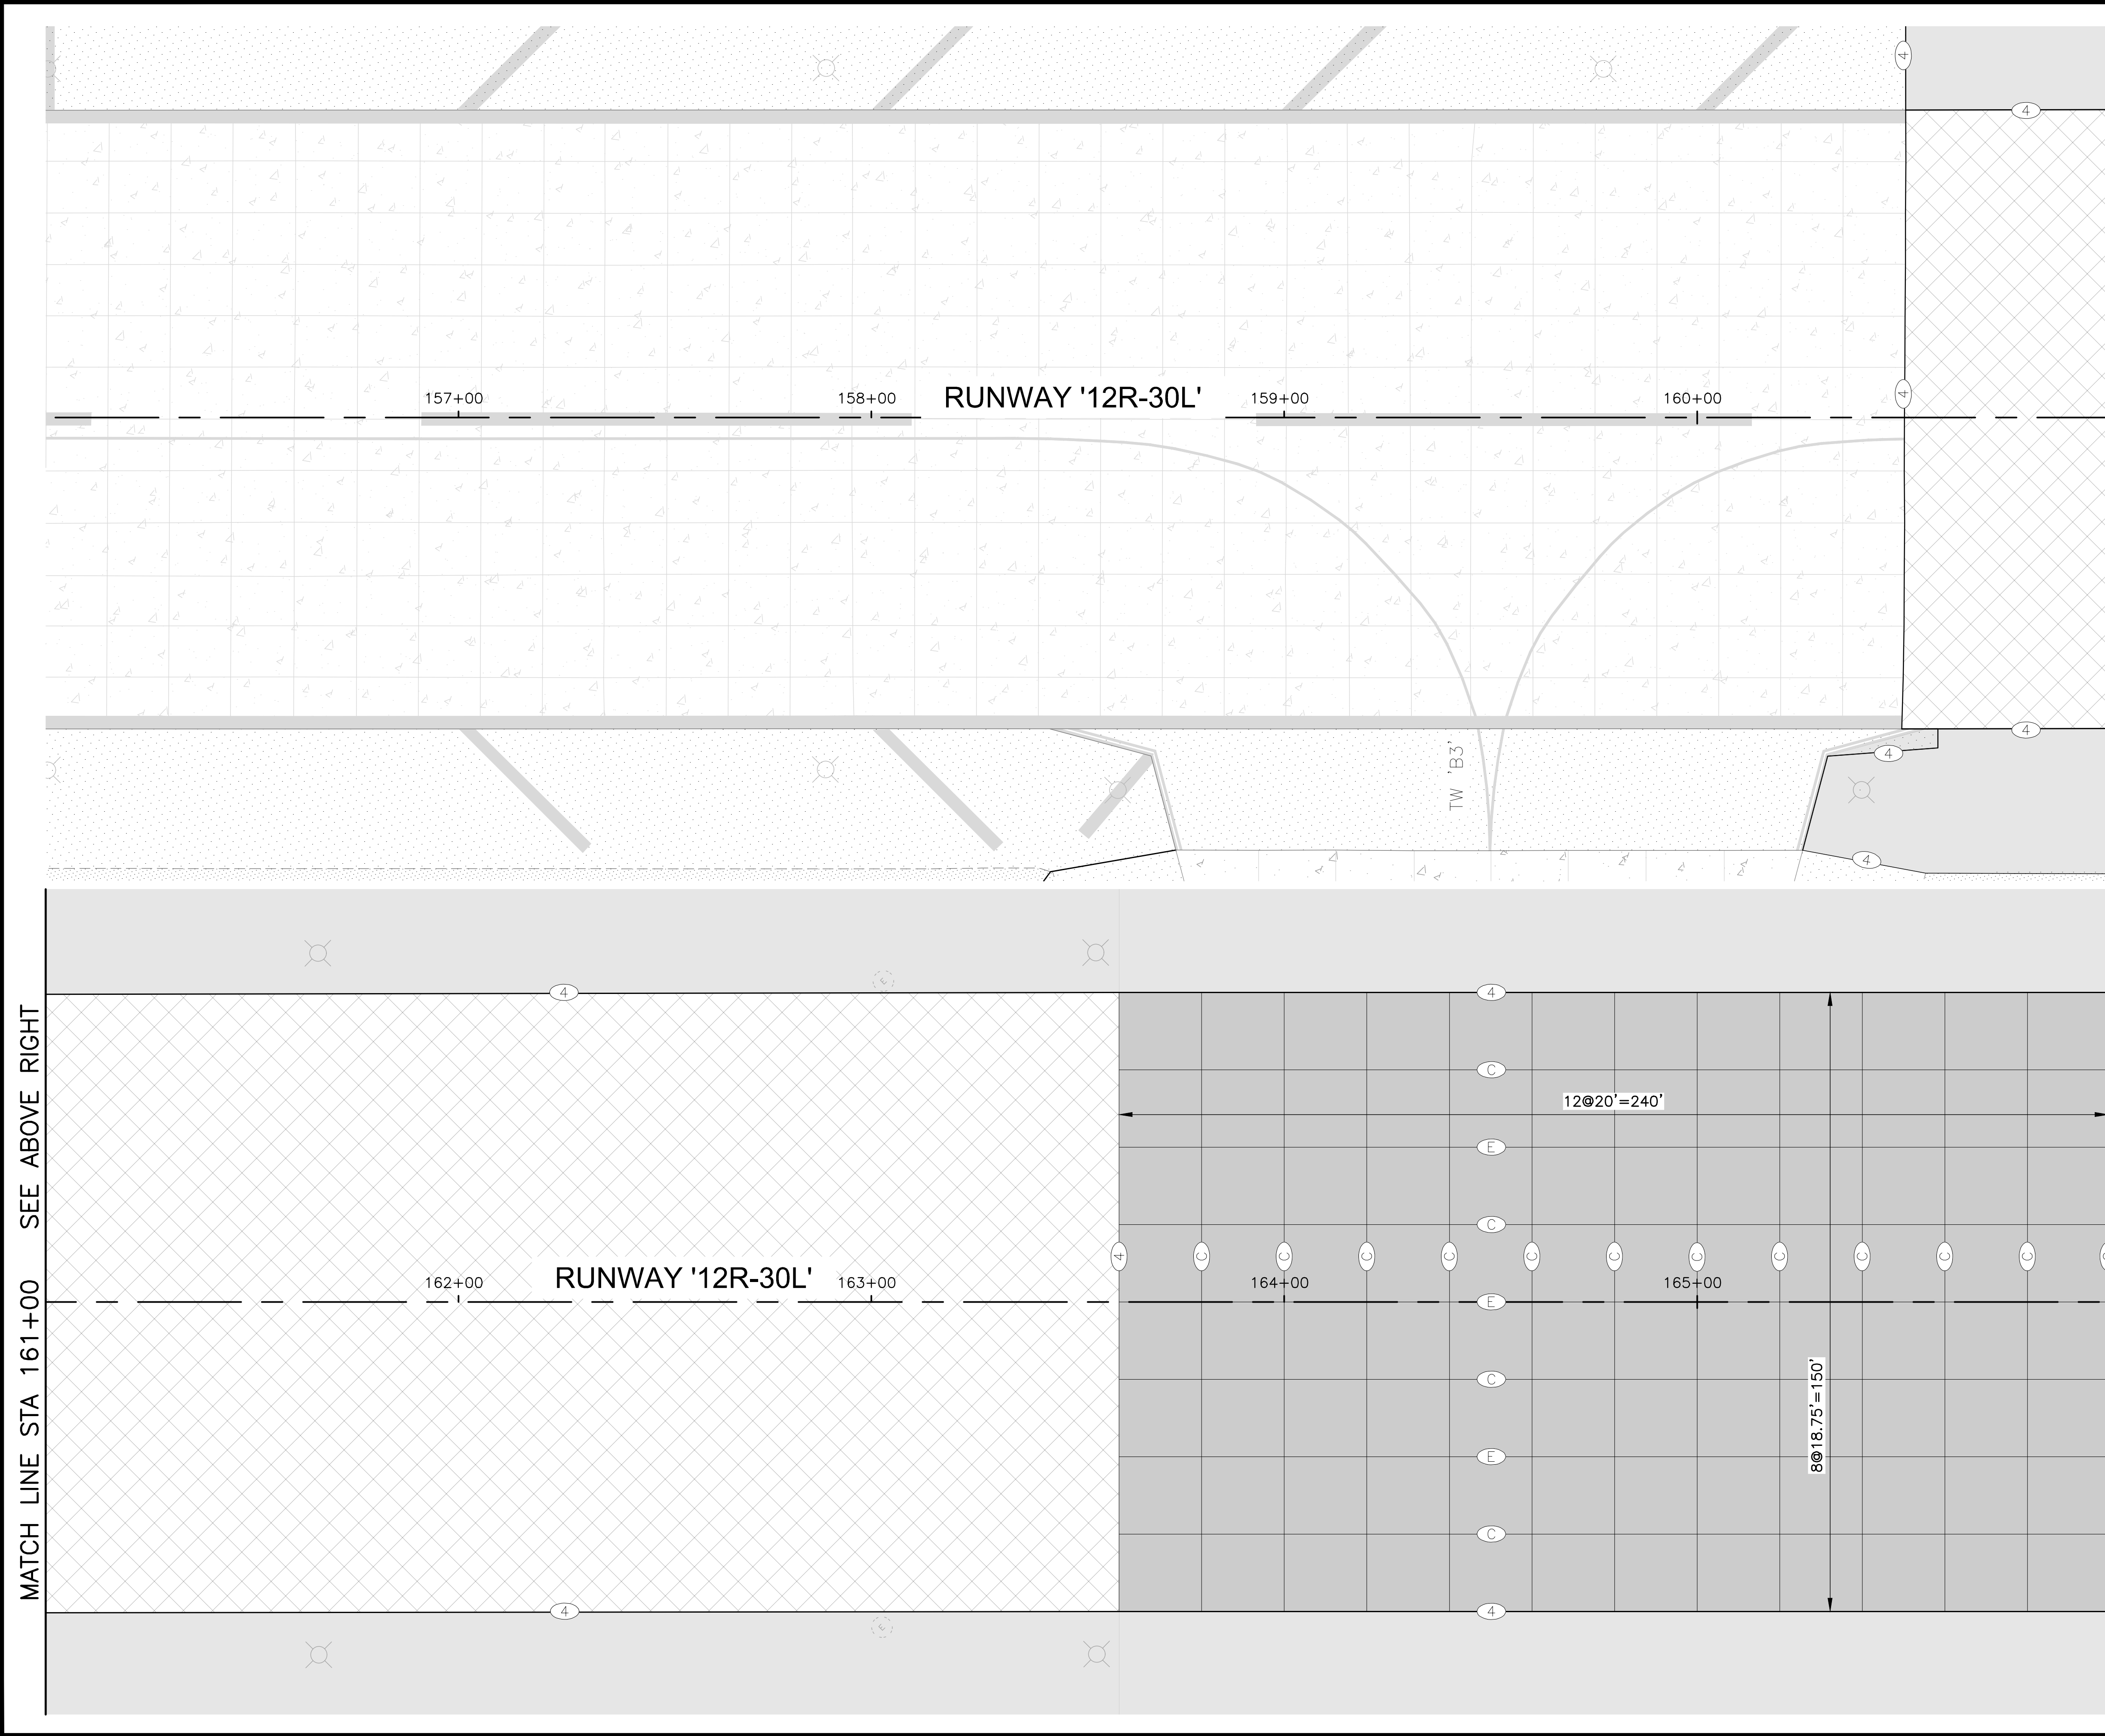 4
4
157+00
158+00
RUNWAY '12R-30L'
159+00
160+00
4
TW 'B3'
4
4
4
MATCH LINE STA 161+00 SEE ABOVE RIGHT
E
4
4
C
12@20'=240'
E
C
4
C
C
C
C
C
C
C
C
C
C
C
162+00
RUNWAY '12R-30L'
163+00
164+00
165+00
E
C
8@18.75'=150'
E
C
4
4
E